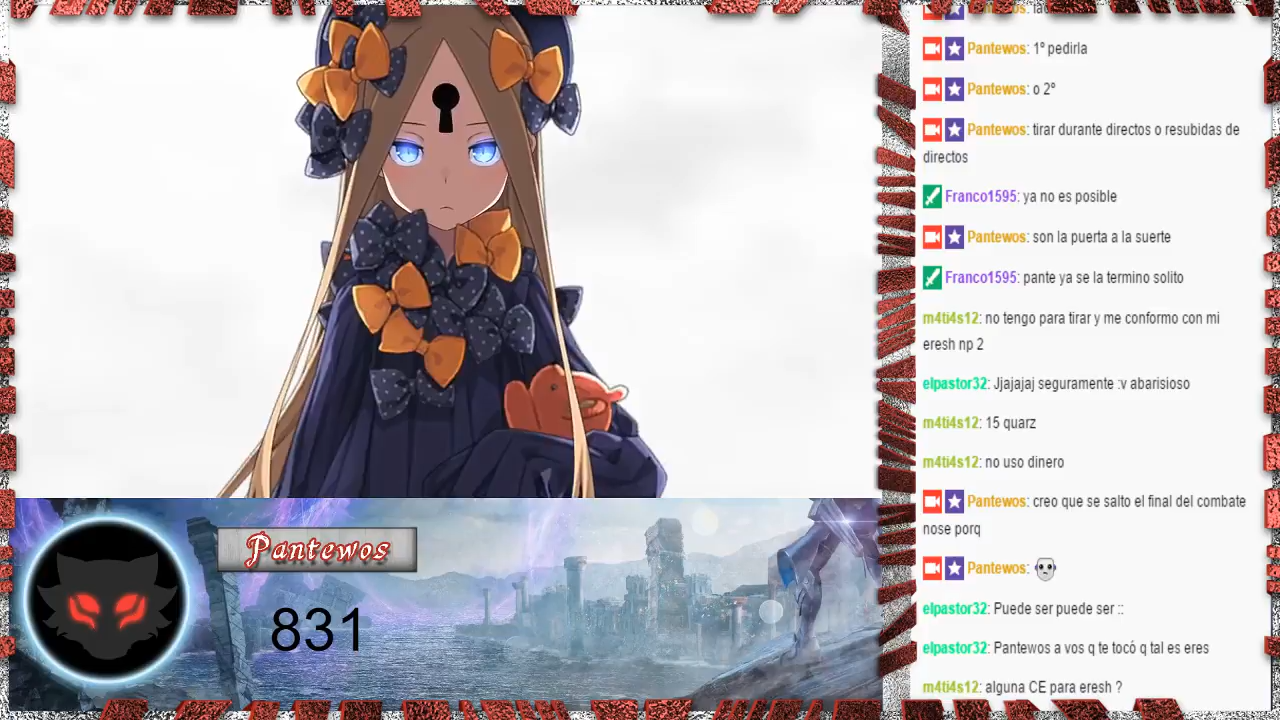 Pantewos
831
Pantewos: 1º pedirla
Pantewos: o 2º
Pantewos: tirar durante directos o resubidas de
directos
Franco1595: ya no es posible
Pantewos: son la puerta a la suerte
Franco1595: pante ya se la termino solito
m4ti4s12: no tengo para tirar y me conformo con mi
eresh np 2
elpastor32: Jjajajaj seguramente :v abarisioso
m4ti4s12: 15 quarz
m4ti4s12: no uso dinero
Pantewos: creo que se salto el final del combate
nose porq
Pantewos:
elpastor32: Puede ser puede ser ::
elpastor32: Pantewos a vos q te tocó q tal es eres
m4ti4s12: alguna CE para eresh ?